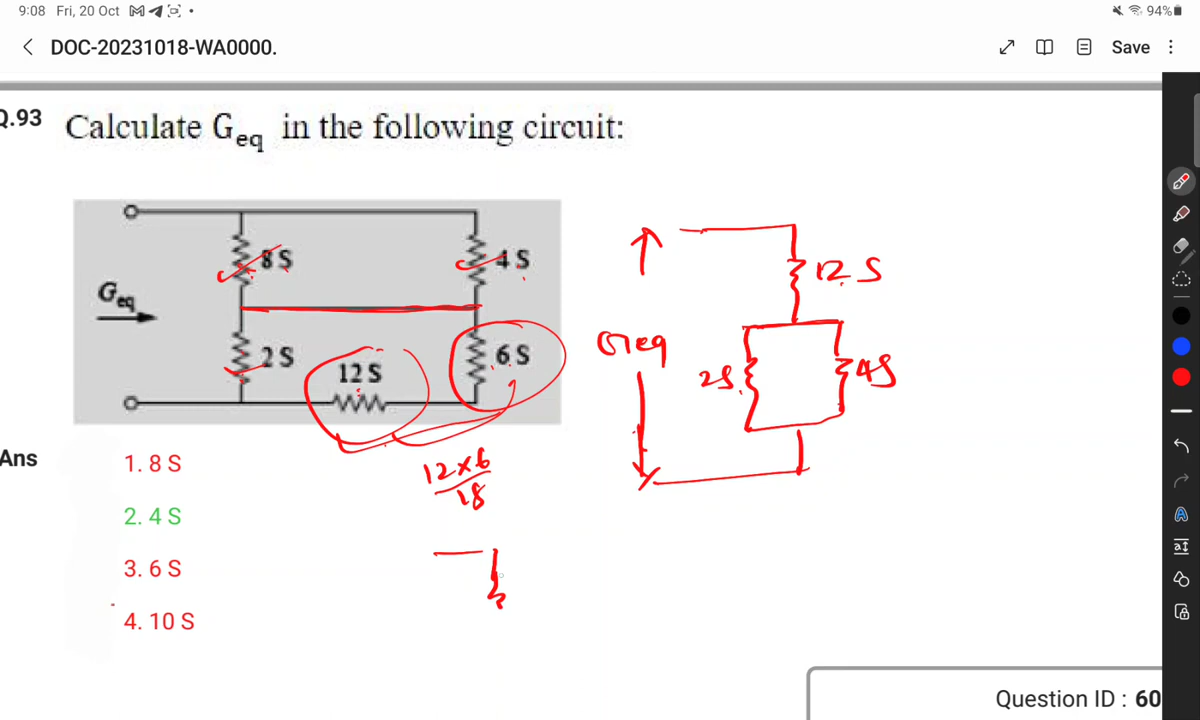 9:08 Fri, 20 Oct
94%
DOC-20231018-WA0000.
Save
Q.93 Calculate Geq in the following circuit:
8 S
4 S
Geq
2 S
12 S
6 S
12 S
Geq
2S
4S
12×6
18
Ans
1. 8 S
2. 4 S
3. 6 S
4. 10 S
Question ID : 60